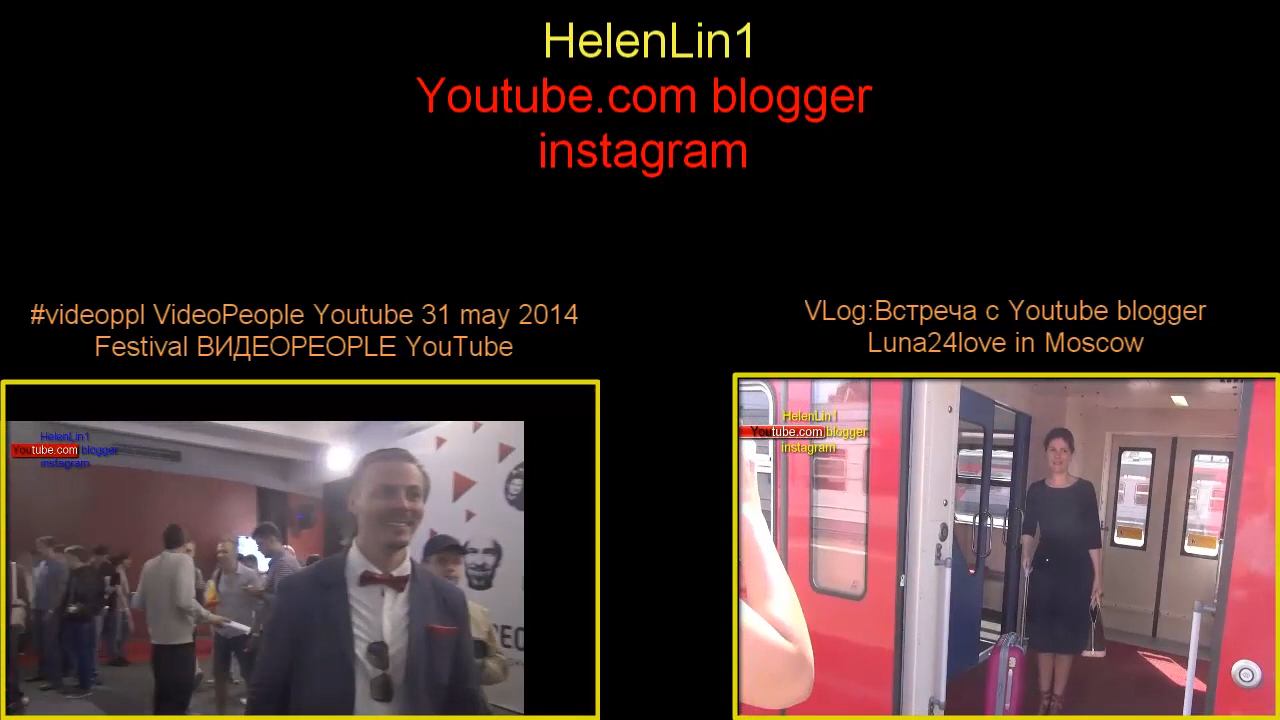 HelenLin1
Youtube.com blogger
instagram
#videoppl VideoPeople Youtube 31 may 2014
Festival ВИДЕОPEOPLE YouTube
VLog:Встреча с Youtube blogger
Luna24love in Moscow
HelenLin1
Youtube.com blogger
instagram
HelenLin1
Youtube.com blogger
instagram